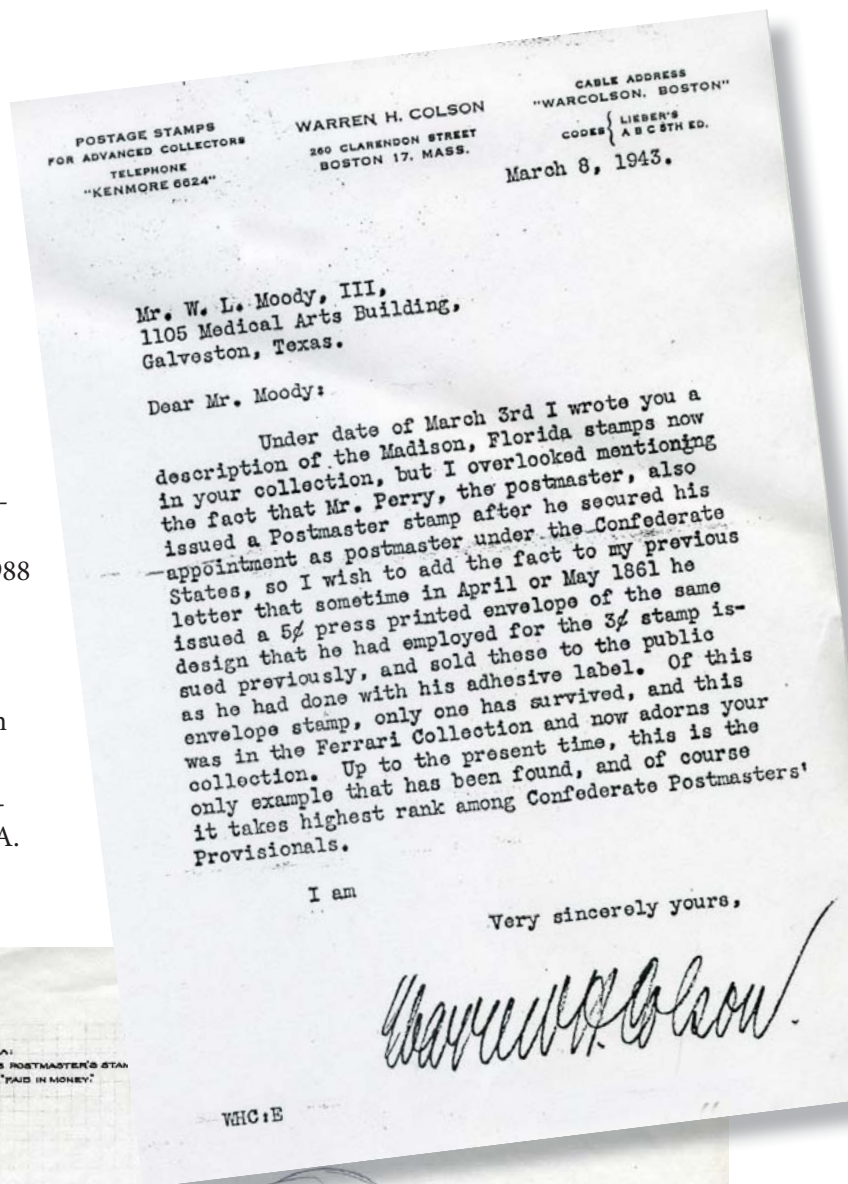 POSTAGE STAMPS
FOR ADVANCED COLLECTORS
TELEPHONE
"KENMORE 6624"
WARREN H. COLSON
260 CLARENDON STREET
BOSTON 17, MASS.
CABLE ADDRESS
"WARCOLSON, BOSTON"
CODES { LIEBER'S
A B C 5TH ED.
March 8, 1943.
Mr. W. L. Moody, III,
1105 Medical Arts Building,
Galveston, Texas.
Dear Mr. Moody:
Under date of March 3rd I wrote you a
description of the Madison, Florida stamps now
in your collection, but I overlooked mentioning
the fact that Mr. Perry, the postmaster, also
issued a Postmaster stamp after he secured his
appointment as postmaster under the Confederate
States, so I wish to add the fact to my previous
letter that sometime in April or May 1861 he
issued a 5¢ press printed envelope of the same
design that he had employed for the 3¢ stamp is-
sued previously, and sold these to the public
as he had done with his adhesive label. Of this
envelope stamp, only one has survived, and this
was in the Ferrari Collection and now adorns your
collection. Up to the present time, this is the
only example that has been found, and of course
it takes highest rank among Confederate Postmasters'
Provisionals.
I am
Very sincerely yours,
Warren H. Colson.
WHC:E
–
988
n
–
A.
S POSTMASTER'S STAM
"PAID IN MONEY."